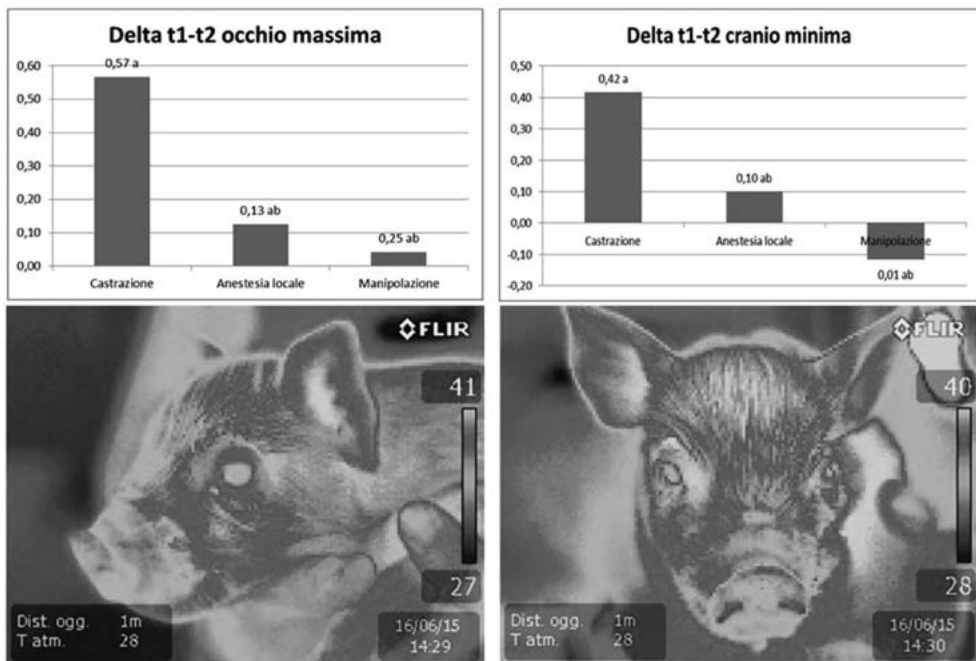 Delta t1-t2 occhio massima
0,60
0,50
0,40
0,30
0,20
0,10
0,00
0,57 a
0,13 ab
0,25 ab
Castrazione
Anestesia locale
Manipolazione
Delta t1-t2 cranio minima
0,50
0,40
0,30
0,20
0,10
0,00
-0,10
-0,20
0,42 a
0,10 ab
0,01 ab
Castrazione
Anestesia locale
Manipolazione
FLIR
41
27
Dist. ogg. 1m
T atm. 28
16/06/15
14:29
FLIR
40
28
Dist. ogg. 1m
T atm. 28
16/06/15
14:30